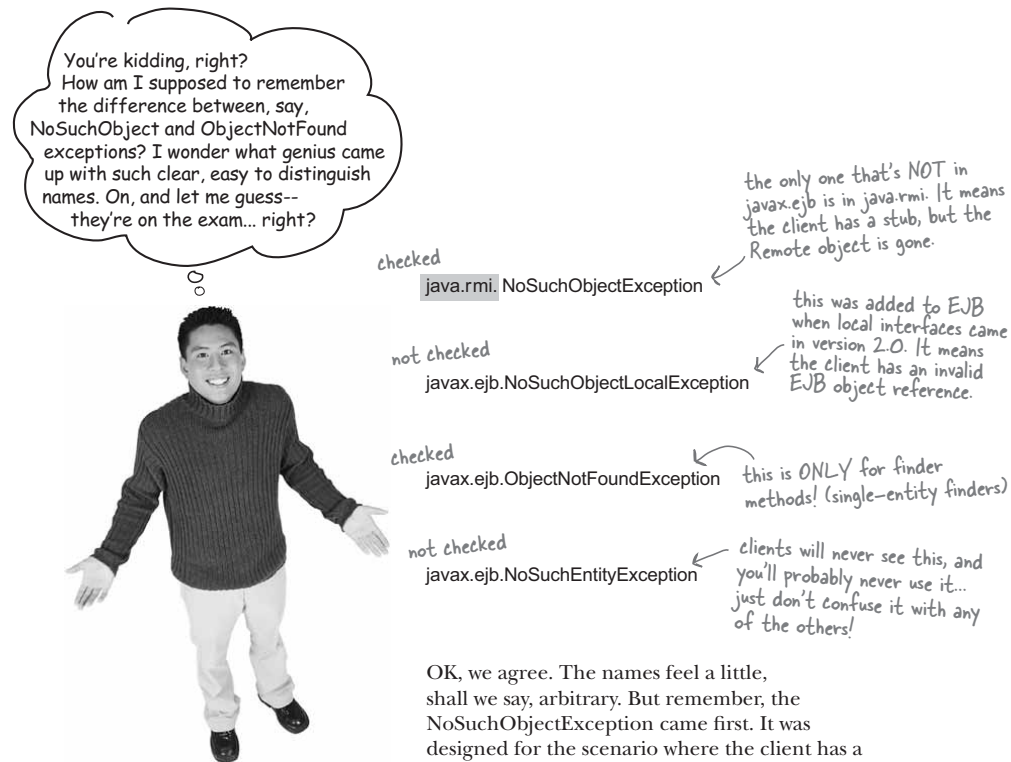 You're kidding, right?
How am I supposed to remember
the difference between, say,
NoSuchObject and ObjectNotFound
exceptions? I wonder what genius came
up with such clear, easy to distinguish
names. On, and let me guess--
they're on the exam... right?
checked
java.rmi. NoSuchObjectException
the only one that's NOT in
javax.ejb is in java.rmi. It means
the client has a stub, but the
Remote object is gone.
not checked
javax.ejb.NoSuchObjectLocalException
this was added to EJB
when local interfaces came
in version 2.0. It means
the client has an invalid
EJB object reference.
checked
javax.ejb.ObjectNotFoundException
this is ONLY for finder
methods! (single-entity finders)
not checked
javax.ejb.NoSuchEntityException
clients will never see this, and
you'll probably never use it...
just don't confuse it with any
of the others!
OK, we agree. The names feel a little,
shall we say, arbitrary. But remember, the
NoSuchObjectException came first. It was
designed for the scenario where the client has a